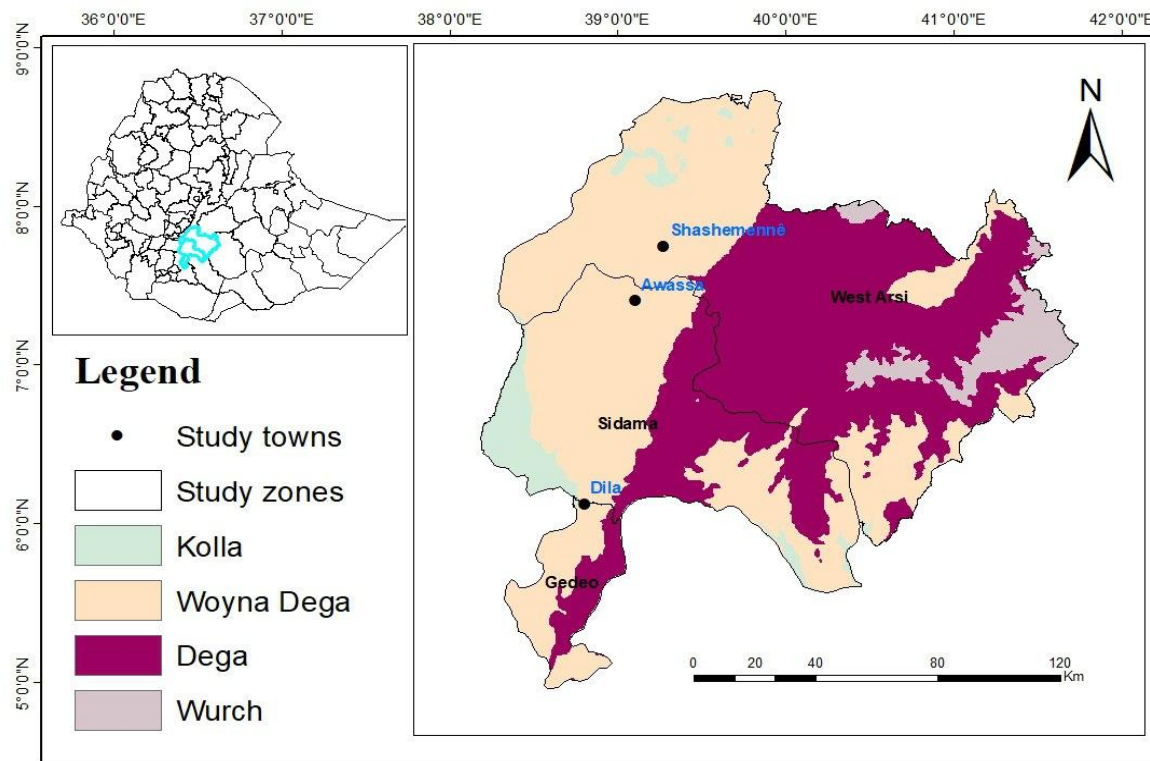 36°0'0"E
37°0'0"E
38°0'0"E
39°0'0"E
40°0'0"E
41°0'0"E
42°0'0"E
9°0'0"N
8°0'0"N
7°0'0"N
6°0'0"N
5°0'0"N
N
Shashemennê
Awassa
West Arsi
Sidama
Dila
Gedeo
Legend
Study towns
Study zones
Kolla
Woyna Dega
Dega
Wurch
0 20 40 80 120
Km